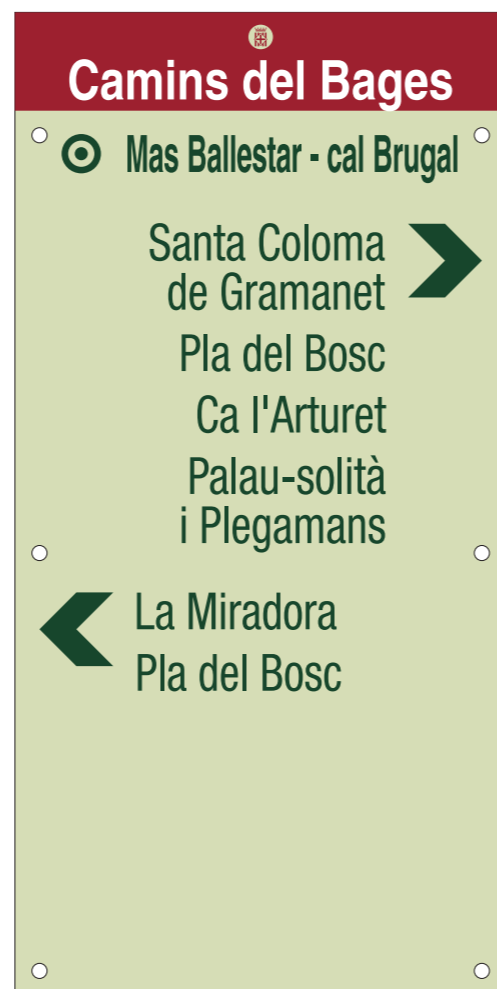 Camins del Bages
Mas Ballestar - cal Brugal
Santa Coloma
de Gramanet
Pla del Bosc
Ca l'Arturet
Palau-solità
i Plegamans
La Miradora
Pla del Bosc